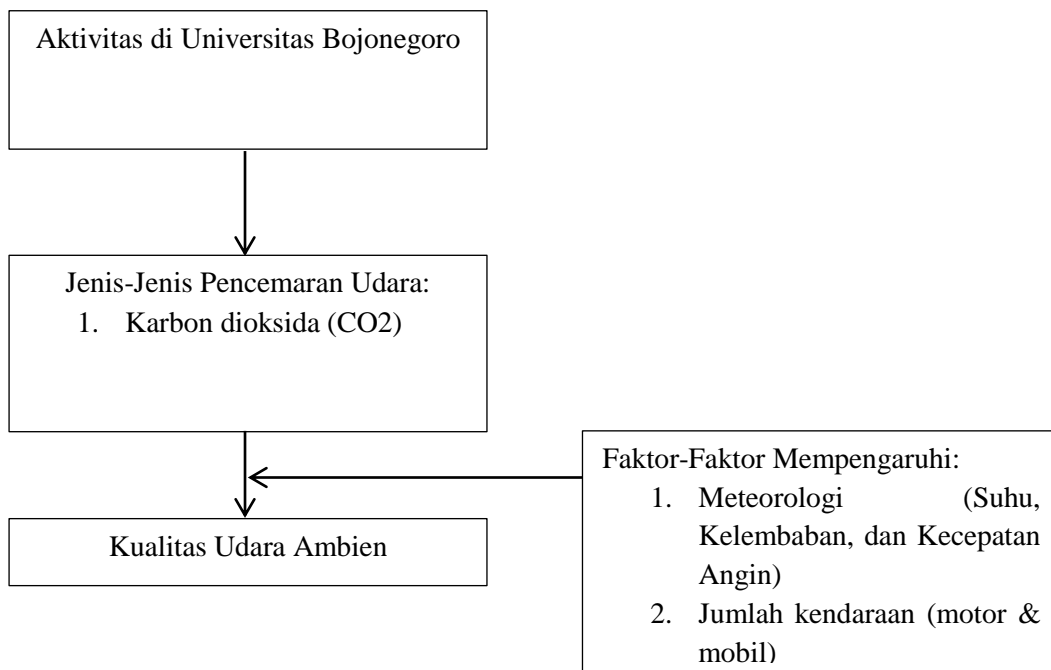 Aktivitas di Universitas Bojonegoro
Jenis-Jenis Pencemaran Udara:
1. Karbon dioksida (CO2)
Kualitas Udara Ambien
Faktor-Faktor Mempengaruhi:
1. Meteorologi (Suhu,
Kelembaban, dan Kecepatan
Angin)
2. Jumlah kendaraan (motor &
mobil)